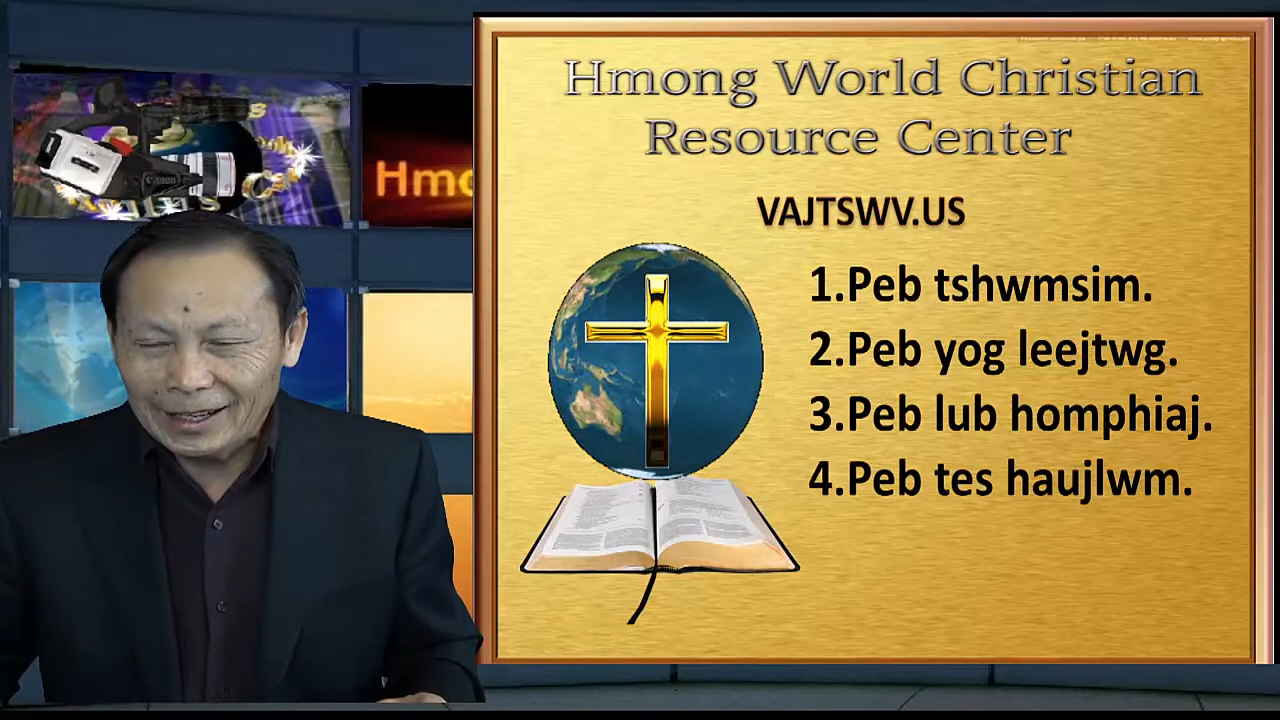 Hmong World Christian
Resource Center
VAJTSWV.US
1.Peb tshwmsim.
2.Peb yog leejtwg.
3.Peb lub homphiaj.
4.Peb tes haujlwm.
Hmo